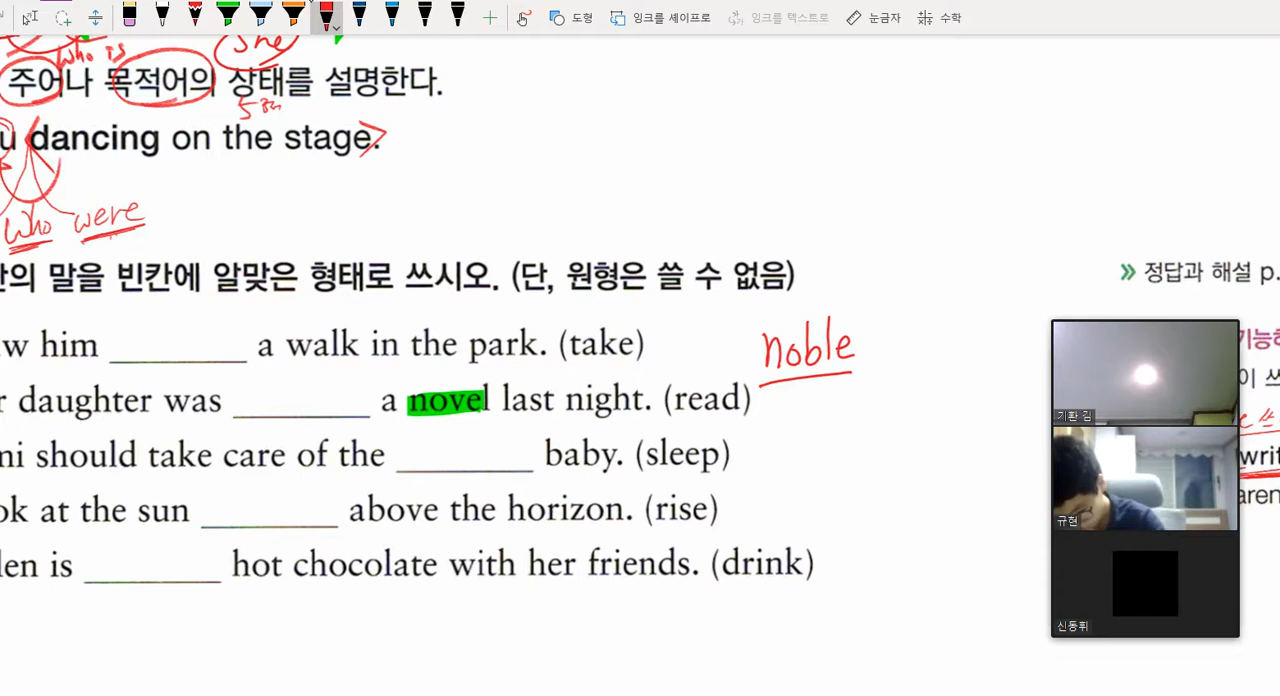 도형 잉크를 셰이프로 잉크를 텍스트로 눈금자 수학
who is she
주어나 목적어의 상태를 설명한다.
u dancing on the stage.
who were
의 말을 빈칸에 알맞은 형태로 쓰시오. (단, 원형은 쓸 수 없음)
» 정답과 해설 p.
w him ________ a walk in the park. (take)
noble
r daughter was ________ a novel last night. (read)
기환 김
mi should take care of the ________ baby. (sleep)
writ
ok at the sun ________ above the horizon. (rise)
aren
규현
len is ________ hot chocolate with her friends. (drink)
신동휘